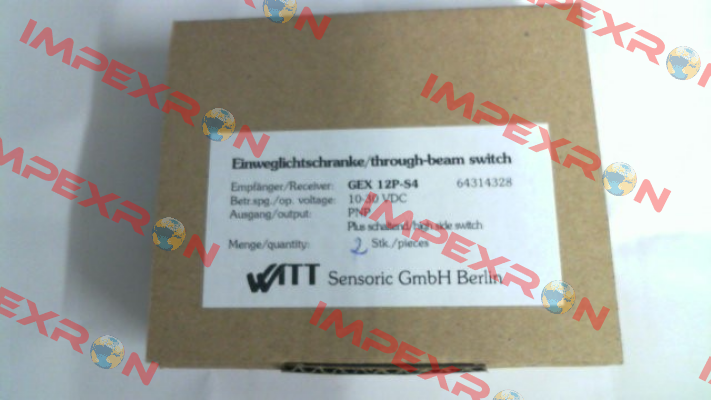 Einweglichtschranke/through-beam switch
Empfänger/Receiver: GEX 12P-S4 64314328
Betr.spg./op. voltage: 10-30 VDC
Ausgang/output: PNP
Plus schaltend/high side switch
Menge/quantity: 2 Stk./pieces
WATT Sensoric GmbH Berlin
IMPEXRON
IMPEXRON
IMPEXRON
IMPEXRON
IMPEXRON
IMPEXRON